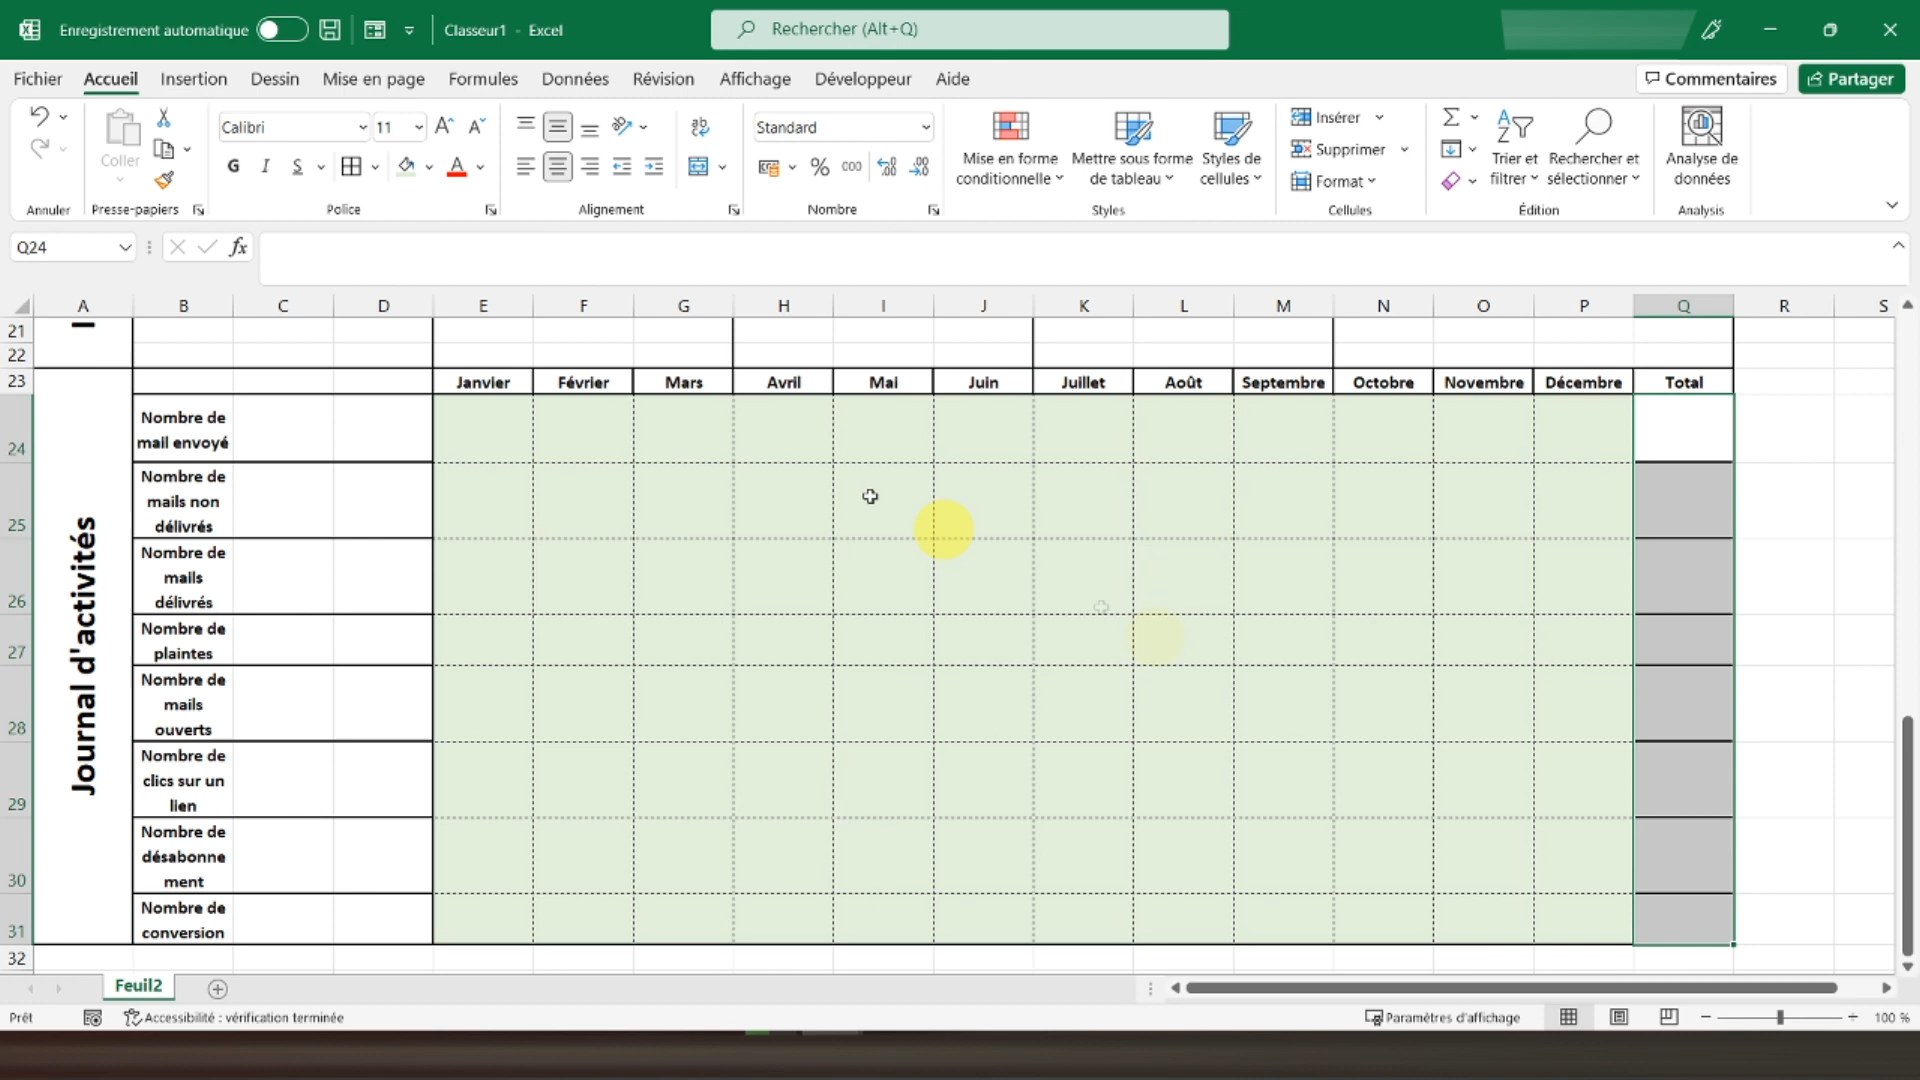 Enregistrement automatique
Classeur1 - Excel
Rechercher (Alt+Q)
Fichier Accueil Insertion Dessin Mise en page Formules Données Révision Affichage Développeur Aide
Commentaires Partager
Coller
Calibri 11
G I S
Standard
% 000
Mise en forme
conditionnelle
Mettre sous forme
de tableau
Styles de
cellules
Insérer
Supprimer
Format
Trier et
filtrer
Rechercher et
sélectionner
Analyse de
données
Annuler Presse-papiers Police Alignement Nombre Styles Cellules Édition Analysis
Q24
fx
A B C D E F G H I J K L M N O P Q R S
21
22
23 Janvier Février Mars Avril Mai Juin Juillet Août Septembre Octobre Novembre Décembre Total
Journal d'activités
Nombre de
mail envoyé
24
Nombre de
mails non
délivrés
25
Nombre de
mails
délivrés
26
Nombre de
plaintes
27
Nombre de
mails
ouverts
28
Nombre de
clics sur un
lien
29
Nombre de
désabonne
ment
30
Nombre de
conversion
31
32
Feuil2
Prêt
Accessibilité : vérification terminée
Paramètres d'affichage
100 %